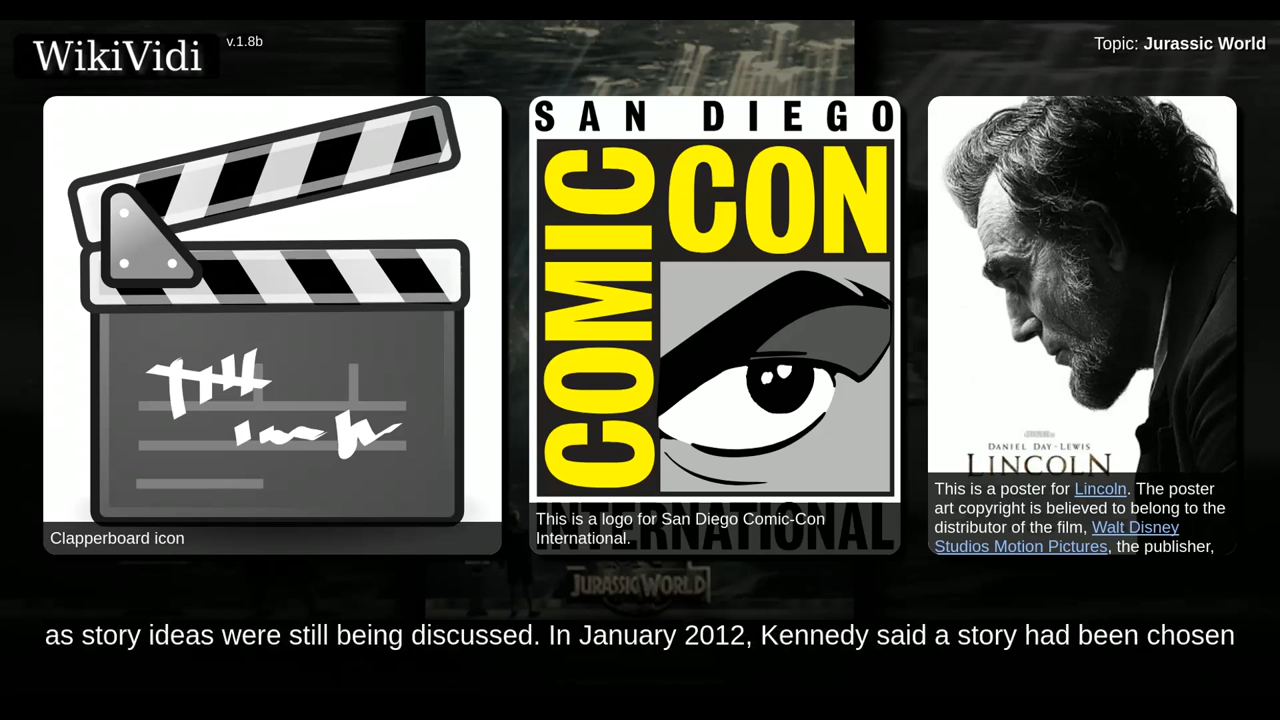 WikiVidi
v.1.8b
Topic: Jurassic World
SAN DIEGO
COMIC CON
INTERNATIONAL
DANIEL DAY-LEWIS
LINCOLN
Clapperboard icon
This is a logo for San Diego Comic-Con
International.
This is a poster for Lincoln. The poster
art copyright is believed to belong to the
distributor of the film, Walt Disney
Studios Motion Pictures, the publisher,
JURASSIC WORLD
as story ideas were still being discussed. In January 2012, Kennedy said a story had been chosen